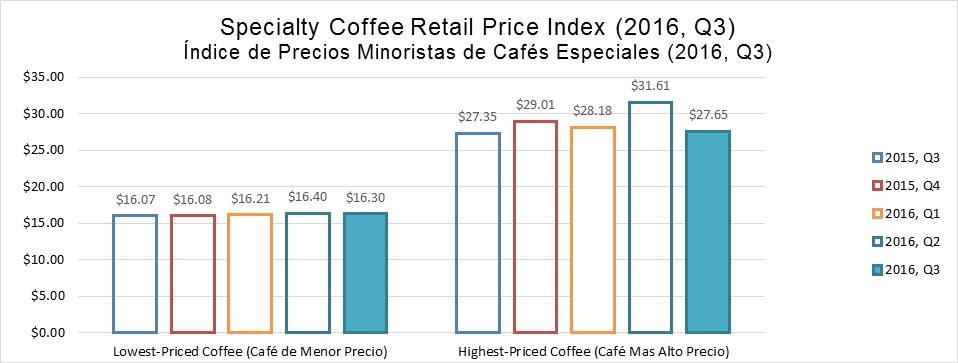 Specialty Coffee Retail Price Index (2016, Q3)
Índice de Precios Minoristas de Cafés Especiales (2016, Q3)
$35.00
$30.00
$25.00
$20.00
$15.00
$10.00
$5.00
$0.00
$16.07
$16.08
$16.21
$16.40
$16.30
$27.35
$29.01
$28.18
$31.61
$27.65
Lowest-Priced Coffee (Café de Menor Precio)
Highest-Priced Coffee (Café Mas Alto Precio)
2015, Q3
2015, Q4
2016, Q1
2016, Q2
2016, Q3